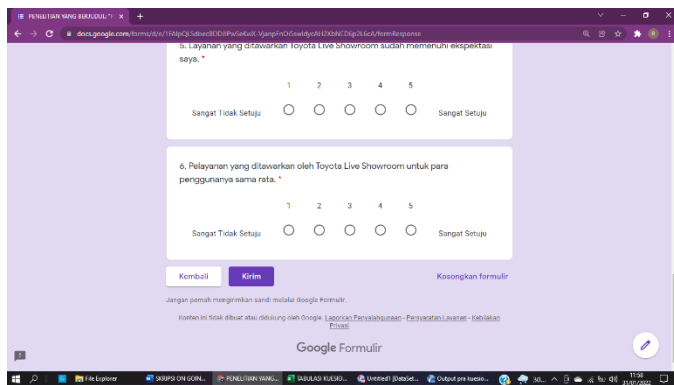 PENELITIAN YANG BERJUDUL "T
docs.google.com/forms/d/e/
5. Layanan yang ditawarkan Toyota Live Showroom sudah memenuhi ekspektasi
saya. *
1 2 3 4 5
Sangat Tidak Setuju Sangat Setuju
6. Pelayanan yang ditawarkan oleh Toyota Live Showroom untuk para
penggunanya sama rata. *
1 2 3 4 5
Sangat Tidak Setuju Sangat Setuju
Kembali Kirim Kosongkan formulir
Jangan pernah mengirimkan sandi melalui Google Formulir.
Konten ini tidak dibuat atau didukung oleh Google. Laporkan Penyalahgunaan - Persyaratan Layanan - Kebijakan
Privasi
Google Formulir
File Explorer SKRIPSI ON GOIN... PENELITIAN YANG... TABULASI KUESIO... Untitled1 [DataSet... Output pra kuesio... 30... 11:50
31/01/2022